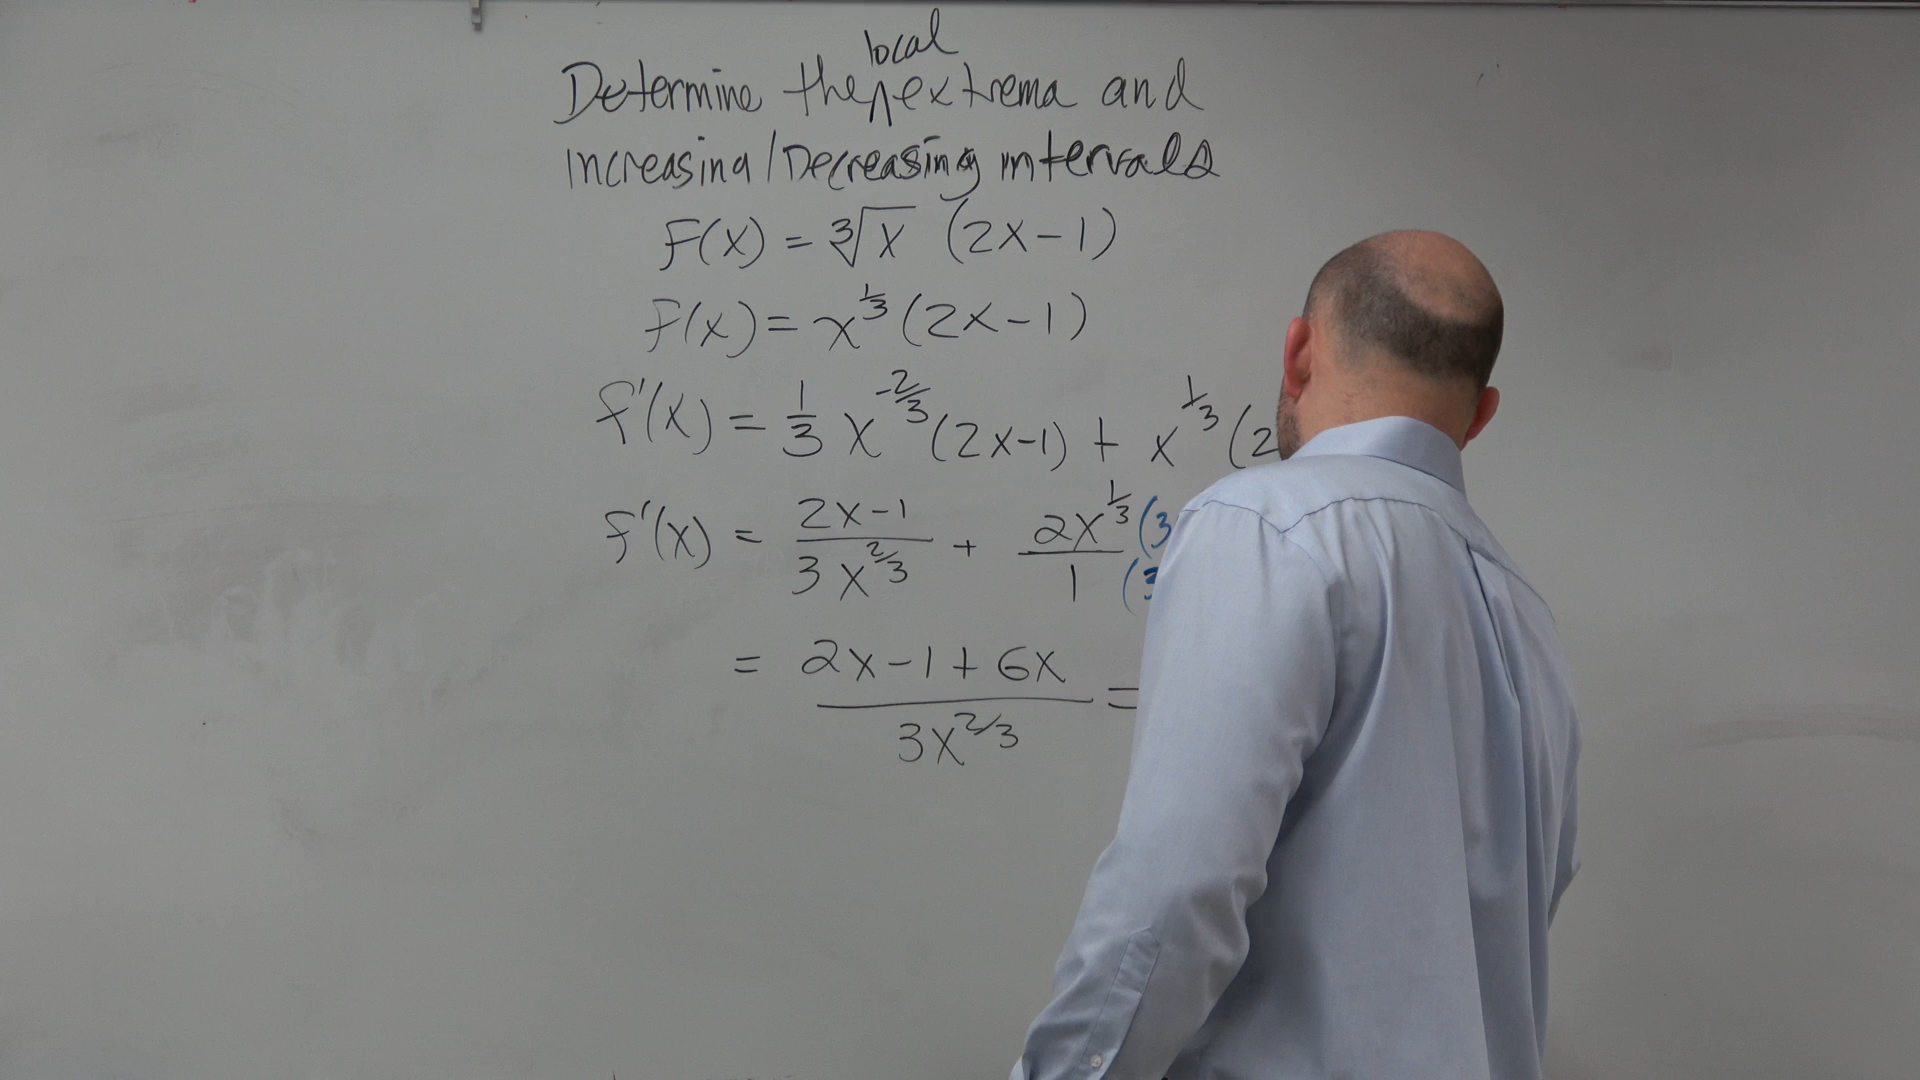 Determine the ^ local extrema and
Increasing/Decreasing intervals
F(x) = ∛x (2x-1)
F(x) = x^1/3 (2x-1)
f'(x) = 1/3 x^-2/3 (2x-1) + x^1/3 (2
f'(x) = 2x-1 / 3x^2/3 + 2x^1/3 (3 / 1 (3
= 2x-1+6x / 3x^2/3 =